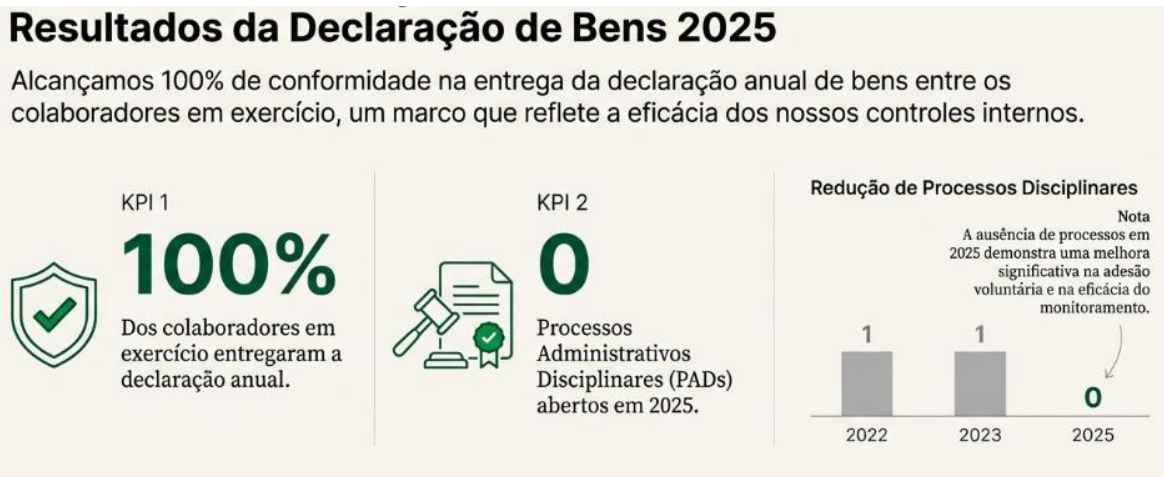 Resultados da Declaração de Bens 2025
Alcançamos 100% de conformidade na entrega da declaração anual de bens entre os
colaboradores em exercício, um marco que reflete a eficácia dos nossos controles internos.
KPI 1
100%
Dos colaboradores em
exercício entregaram a
declaração anual.
KPI 2
0
Processos
Administrativos
Disciplinares (PADs)
abertos em 2025.
Redução de Processos Disciplinares
Nota
A ausência de processos em
2025 demonstra uma melhora
significativa na adesão
voluntária e na eficácia do
monitoramento.
1
1
0
2022
2023
2025